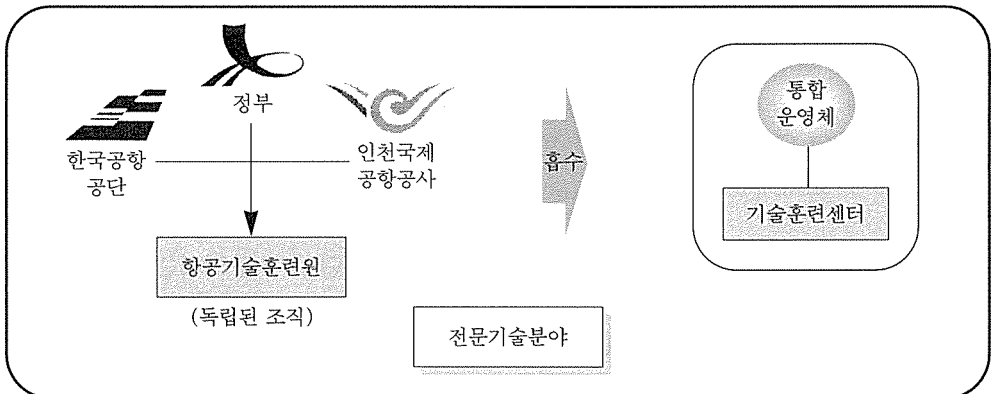 정부
한국공항
공단
인천국제
공항공사
항공기술훈련원
(독립된 조직)
흡수
통합
운영체
기술훈련센터
전문기술분야